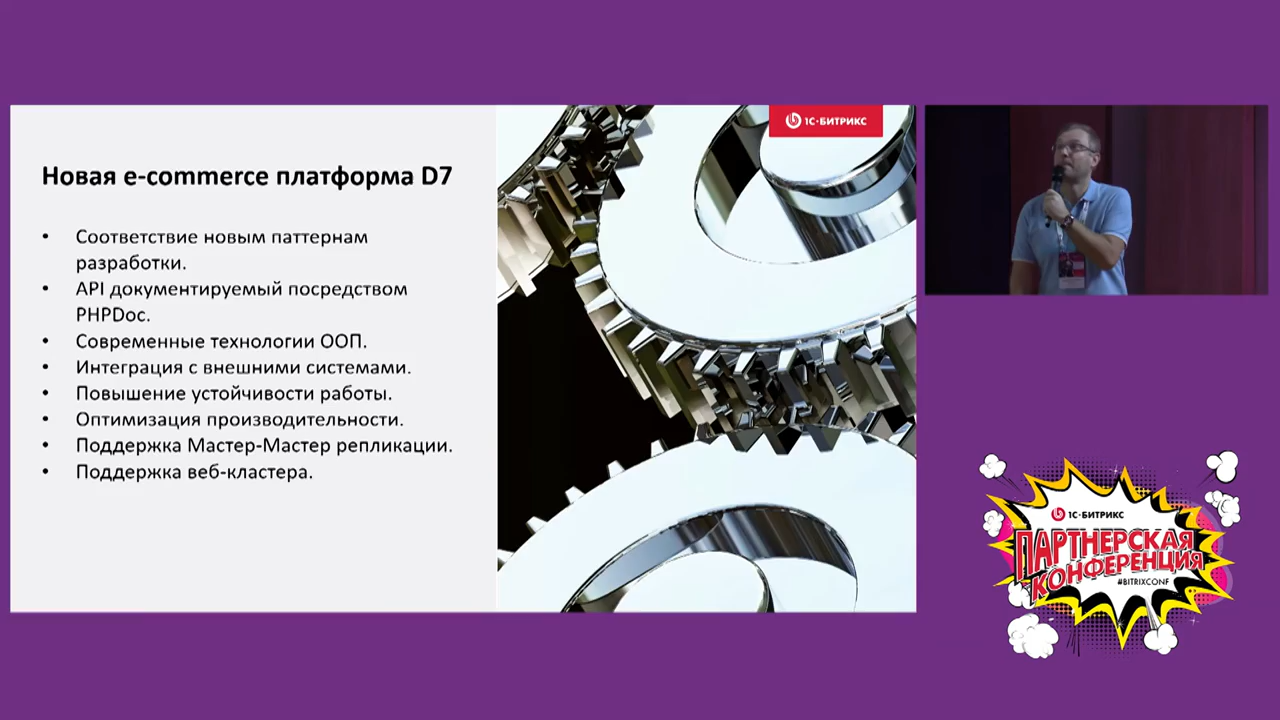 1С-БИТРИКС
Новая e-commerce платформа D7
• Соответствие новым паттернам
разработки.
• API документируемый посредством
PHPDoc.
• Современные технологии ООП.
• Интеграция с внешними системами.
• Повышение устойчивости работы.
• Оптимизация производительности.
• Поддержка Мастер-Мастер репликации.
• Поддержка веб-кластера.
1С-БИТРИКС
ПАРТНЕРСКАЯ
КОНФЕРЕНЦИЯ
#BITRIXCONF